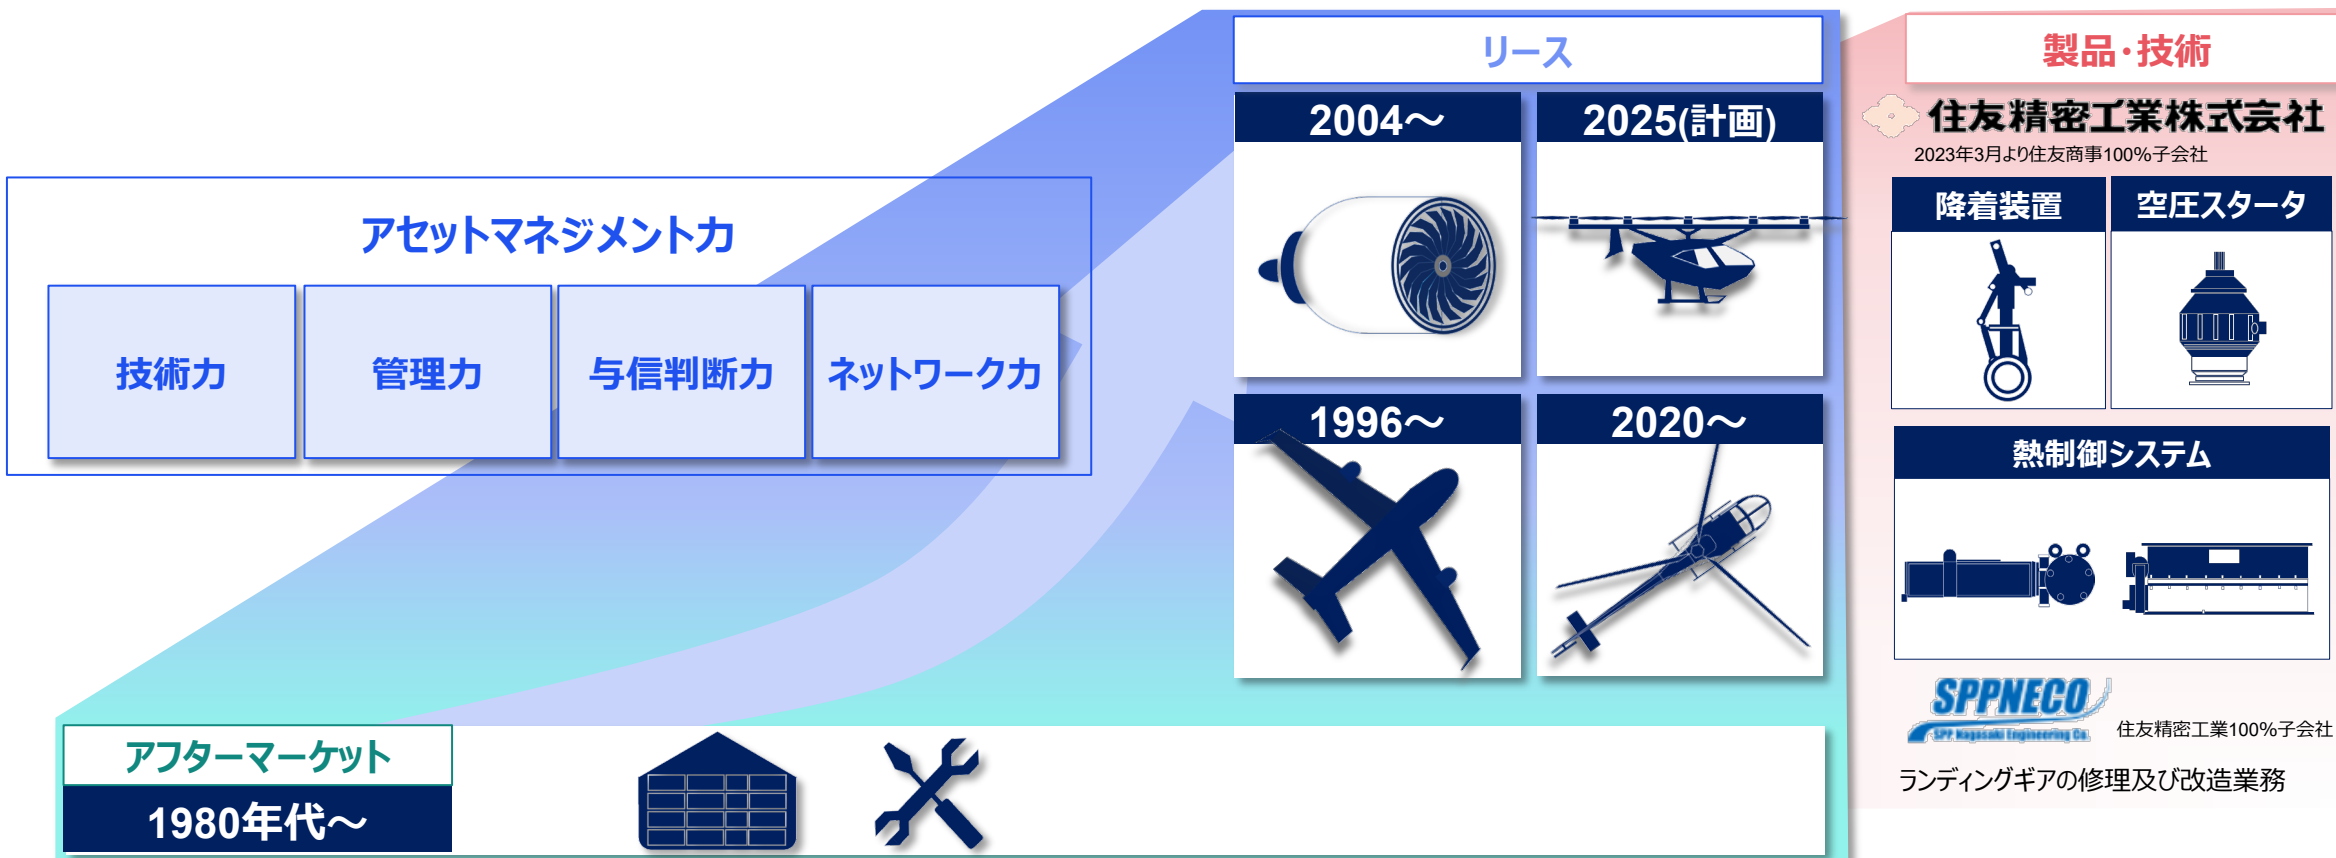 アセットマネジメント力
技術力
管理力
与信判断力
ネットワーク力
アフターマーケット
1980年代～
リース
2004～
2025(計画)
1996～
2020～
製品・技術
住友精密工業株式会社
2023年3月より住友商事100%子会社
降着装置
空圧スタータ
熱制御システム
SPPNECO
SPP Nagasaki Engineering Co.
住友精密工業100%子会社
ランディングギアの修理及び改造業務